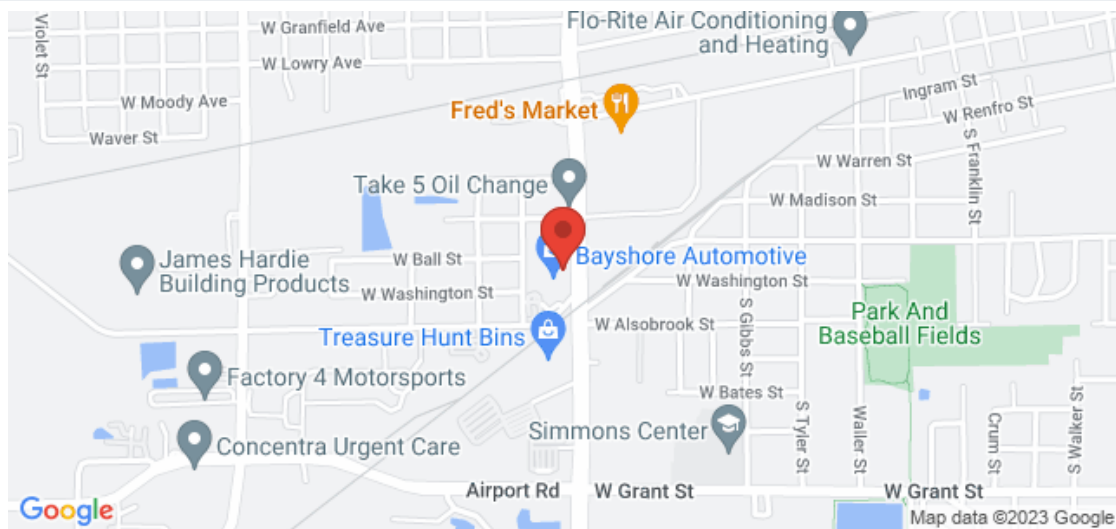 Violet St
W Granfield Ave
Flo-Rite Air Conditioning
and Heating
W Lowry Ave
W Moody Ave
Waver St
Fred's Market
Ingram St
W Renfro St
S Franklin St
W Warren St
Take 5 Oil Change
W Madison St
James Hardie
Building Products
W Ball St
Bayshore Automotive
W Washington St
W Washington St
Park And
Baseball Fields
Treasure Hunt Bins
W Alsobrook St
S Gibbs St
Factory 4 Motorsports
W Bates St
S Tyler St
Waller St
Crum St
S Walker St
Simmons Center
Concentra Urgent Care
Airport Rd
W Grant St
W Grant St
Google
Map data ©2023 Google